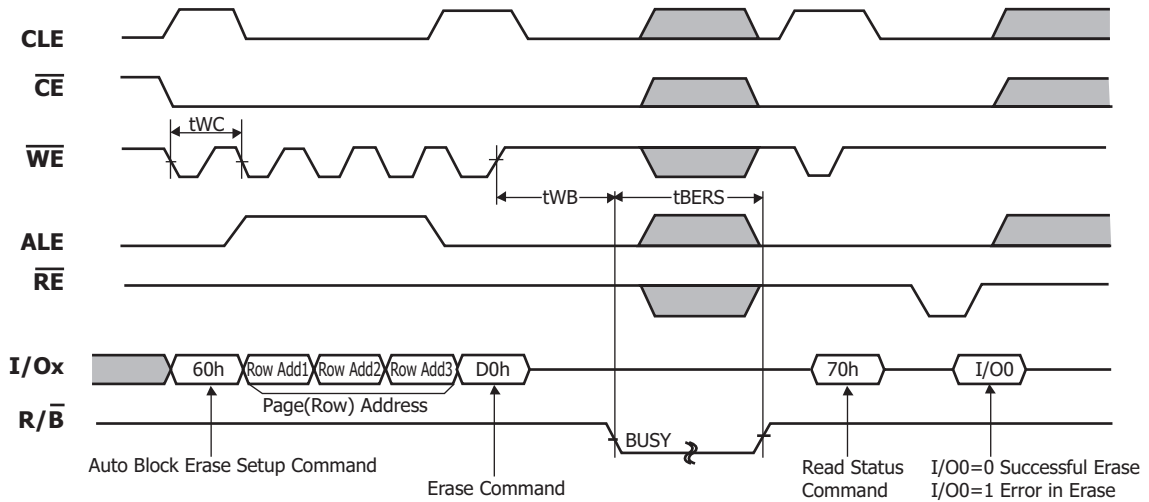 CLE
CE
tWC
WE
tWB
tBERS
ALE
RE
I/Ox
60h
Row Add1
Row Add2
Row Add3
D0h
70h
I/O0
Page(Row) Address
R/B
BUSY
Auto Block Erase Setup Command
Erase Command
Read Status
Command
I/O0=0 Successful Erase
I/O0=1 Error in Erase